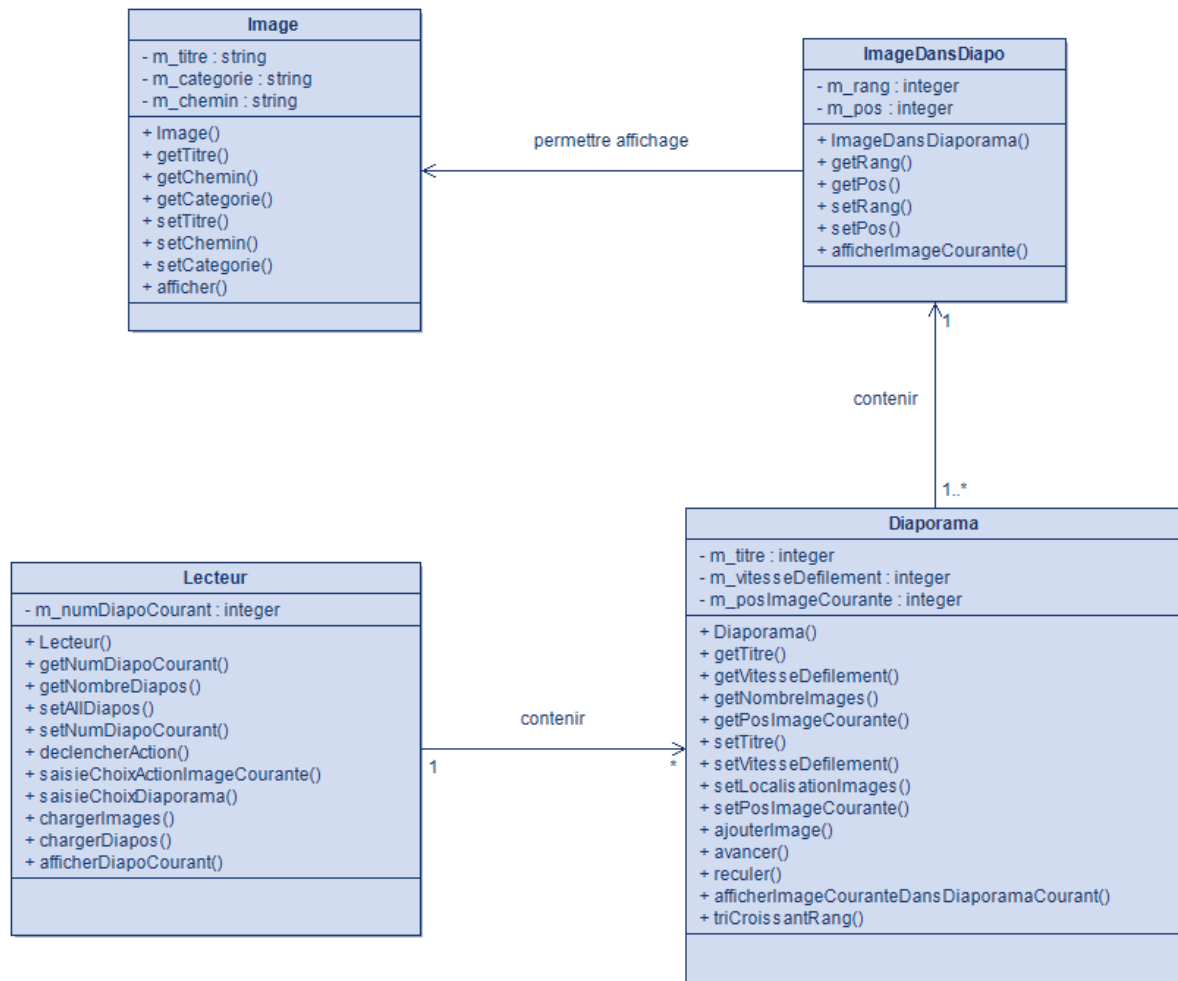 Image
- m_titre : string
- m_categorie : string
- m_chemin : string
+ Image()
+ getTitre()
+ getChemin()
+ getCategorie()
+ setTitre()
+ setChemin()
+ setCategorie()
+ afficher()
permettre affichage
ImageDansDiapo
- m_rang : integer
- m_pos : integer
+ ImageDansDiaporama()
+ getRang()
+ getPos()
+ setRang()
+ setPos()
+ afficherImageCourante()
1
contenir
1..*
Lecteur
- m_numDiapoCourant : integer
+ Lecteur()
+ getNumDiapoCourant()
+ getNombreDiapos()
+ setAllDiapos()
+ setNumDiapoCourant()
+ declencherAction()
+ saisieChoixActionImageCourante()
+ saisieChoixDiaporama()
+ chargerImages()
+ chargerDiapos()
+ afficherDiapoCourant()
contenir
1
*
Diaporama
- m_titre : integer
- m_vitesseDefilement : integer
- m_posImageCourante : integer
+ Diaporama()
+ getTitre()
+ getVitesseDefilement()
+ getNombreImages()
+ getPosImageCourante()
+ setTitre()
+ setVitesseDefilement()
+ setLocalisationImages()
+ setPosImageCourante()
+ ajouterImage()
+ avancer()
+ reculer()
+ afficherImageCouranteDansDiaporamaCourant()
+ triCroissantRang()